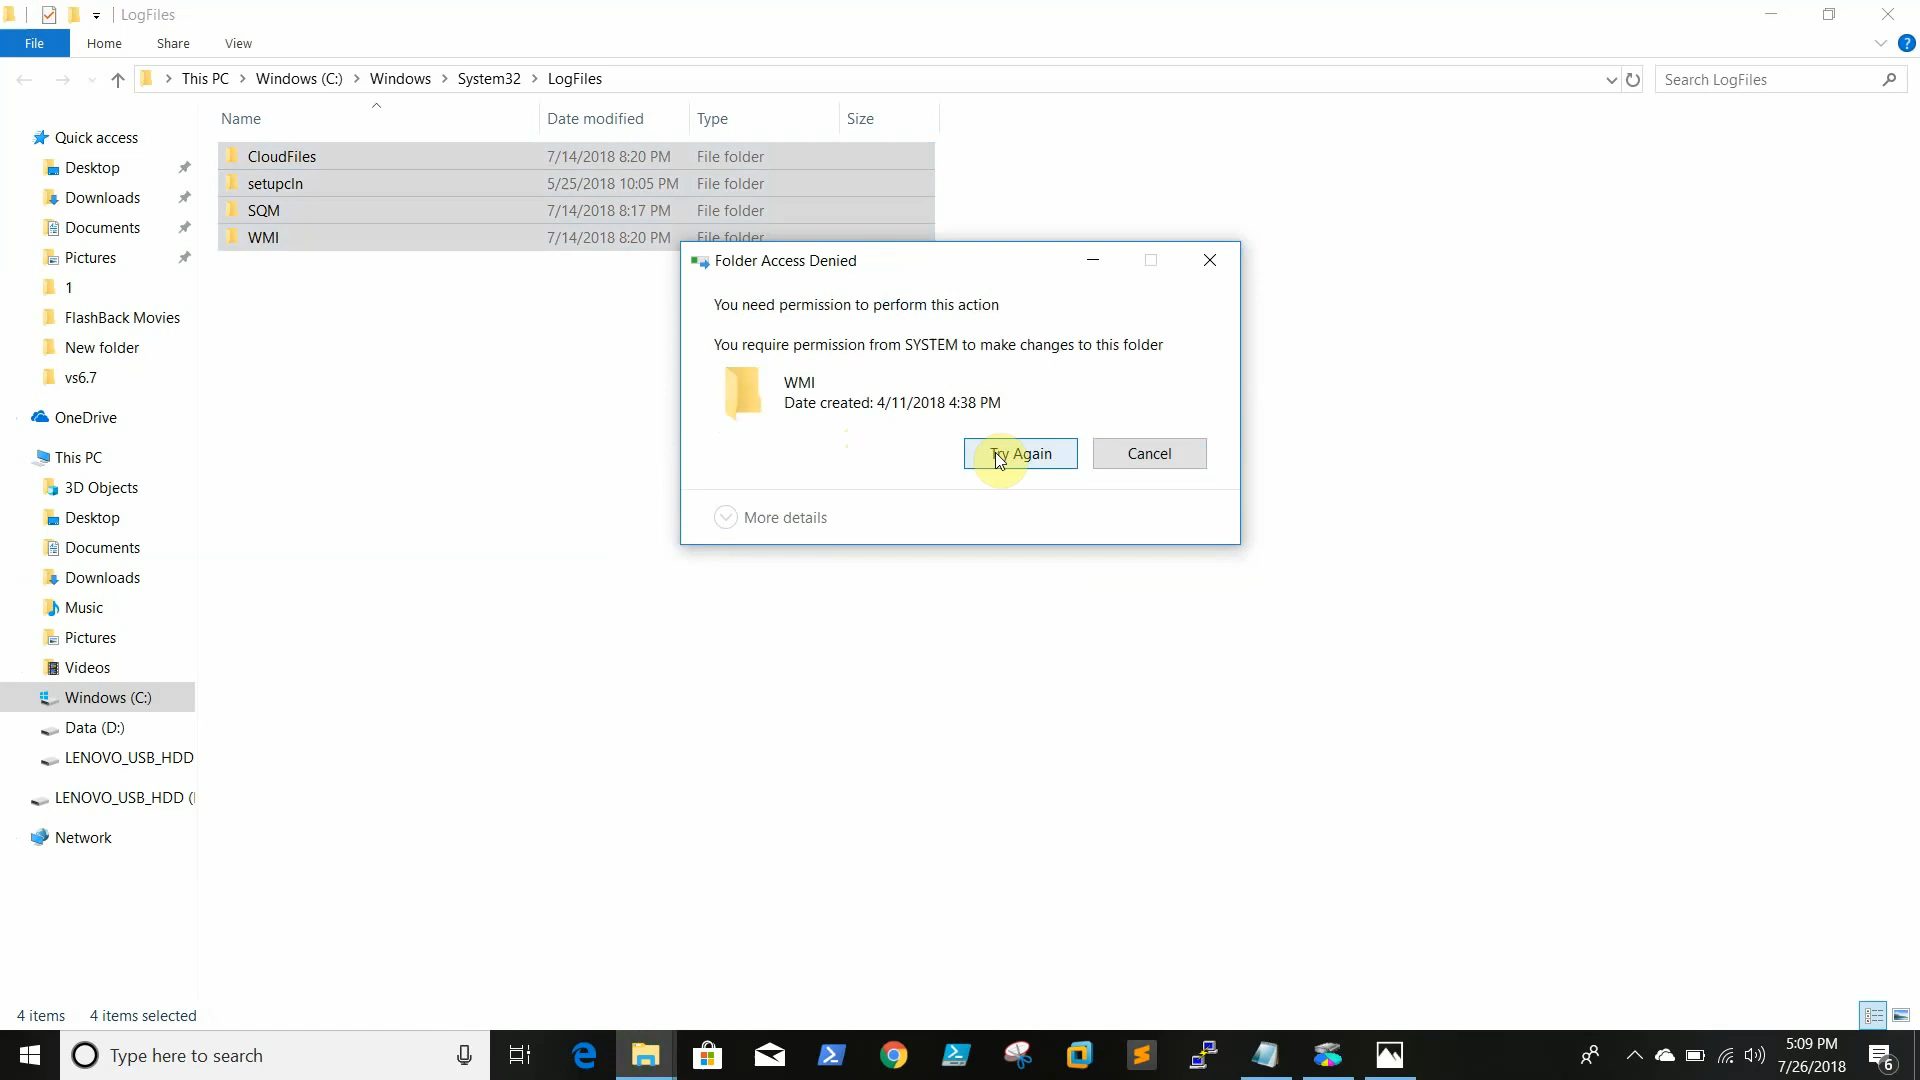 LogFiles
File
Home
Share
View
This PC
Windows (C:)
Windows
System32
LogFiles
Search LogFiles
Name
Date modified
Type
Size
CloudFiles 7/14/2018 8:20 PM File folder
setupcln 5/25/2018 10:05 PM File folder
SQM 7/14/2018 8:17 PM File folder
WMI 7/14/2018 8:20 PM File folder
Quick access
Desktop
Downloads
Documents
Pictures
1
FlashBack Movies
New folder
vs6.7
OneDrive
This PC
3D Objects
Desktop
Documents
Downloads
Music
Pictures
Videos
Windows (C:)
Data (D:)
LENOVO_USB_HDD
LENOVO_USB_HDD (
Network
Folder Access Denied
You need permission to perform this action
You require permission from SYSTEM to make changes to this folder
WMI
Date created: 4/11/2018 4:38 PM
Try Again
Cancel
More details
4 items
4 items selected
Type here to search
5:09 PM
7/26/2018
6